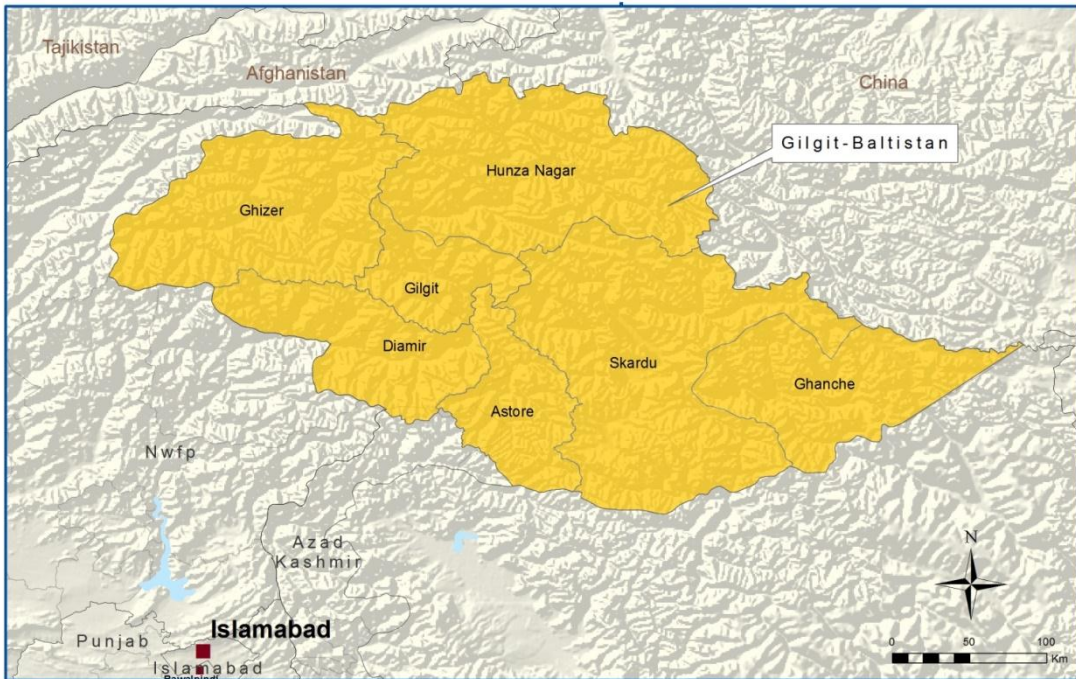 Tajikistan
Afghanistan
China
Gilgit-Baltistan
Hunza Nagar
Ghizer
Gilgit
Diamir
Skardu
Ghanche
Astore
Nwfp
Azad
Kashmir
N
Islamabad
Punjab
Islamabad
Rawalpindi
0 50 100
Km